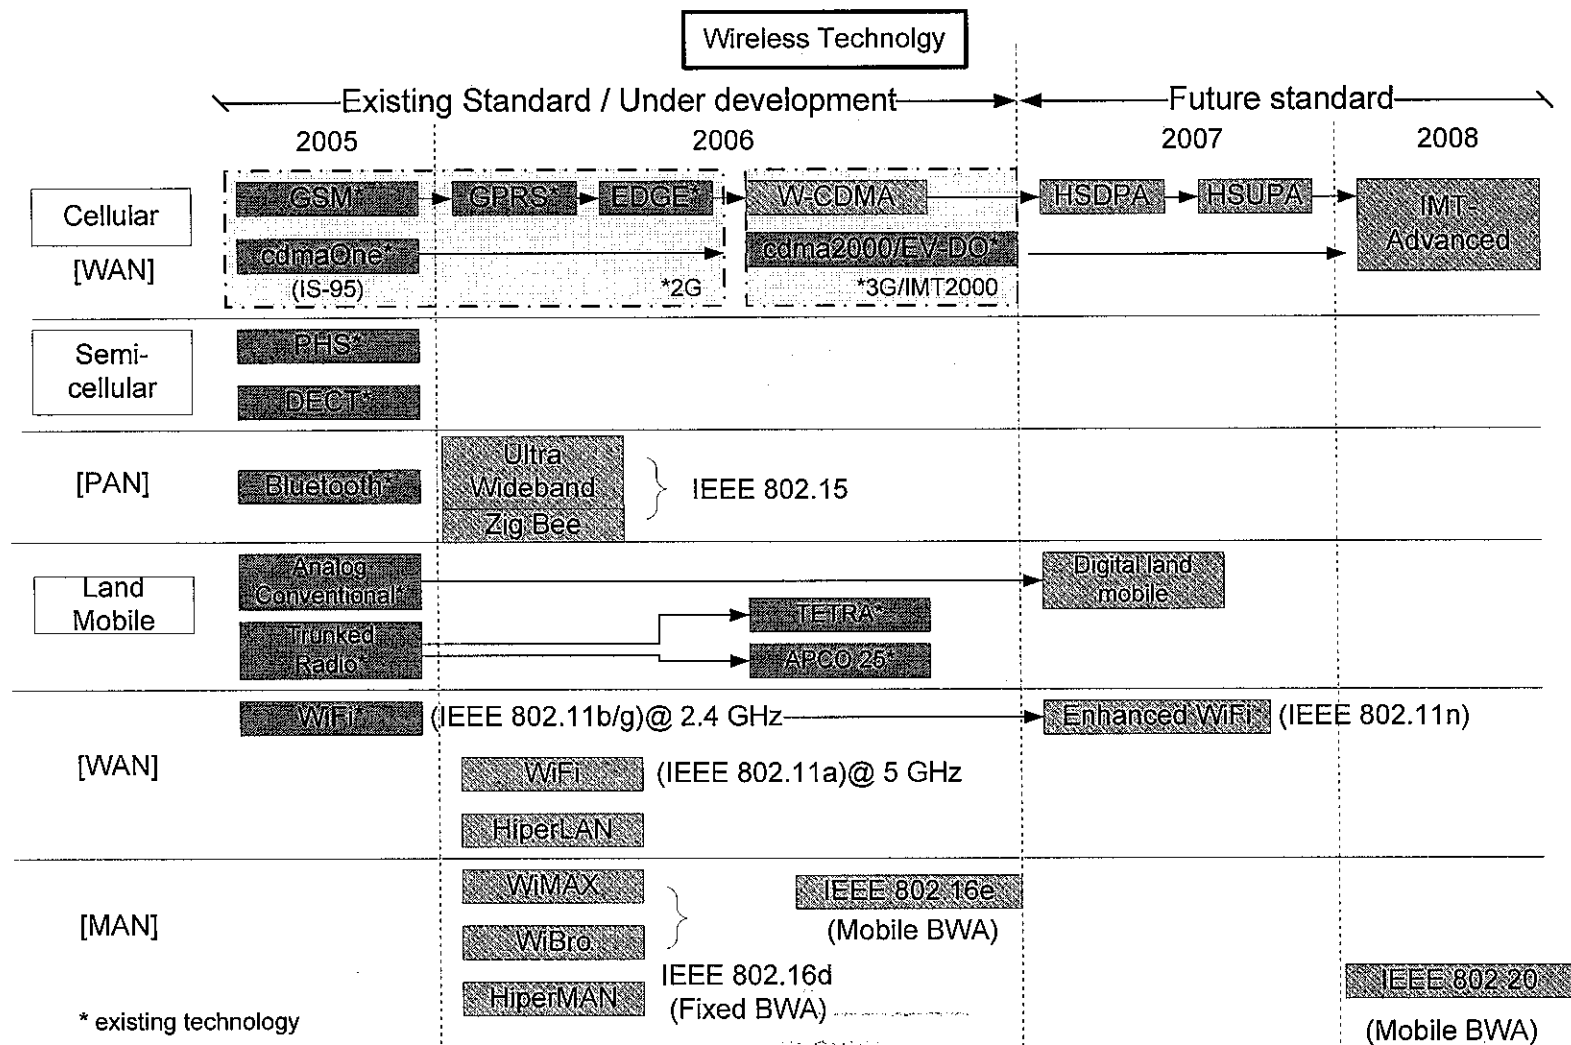 Wireless Technolgy
Existing Standard / Under development
Future standard
2005
2006
2007
2008
Cellular
[WAN]
GSM*
GPRS*
EDGE*
W-CDMA
HSDPA
HSUPA
IMT-
Advanced
cdmaOne*
(IS-95)
*2G
cdma2000/EV-DO*
*3G/IMT2000
Semi-
cellular
PHS*
DECT*
[PAN]
Bluetooth*
Ultra
Wideband
Zig Bee
IEEE 802.15
Land
Mobile
Analog
Conventional*
Digital land
mobile
Trunked
Radio*
TETRA*
APCO 25*
[WAN]
WiFi*
(IEEE 802.11b/g)@ 2.4 GHz
Enhanced WiFi
(IEEE 802.11n)
WiFi
(IEEE 802.11a)@ 5 GHz
HiperLAN
[MAN]
WiMAX
WiBro
HiperMAN
IEEE 802.16d
(Fixed BWA)
IEEE 802.16e
(Mobile BWA)
IEEE 802.20
(Mobile BWA)
* existing technology